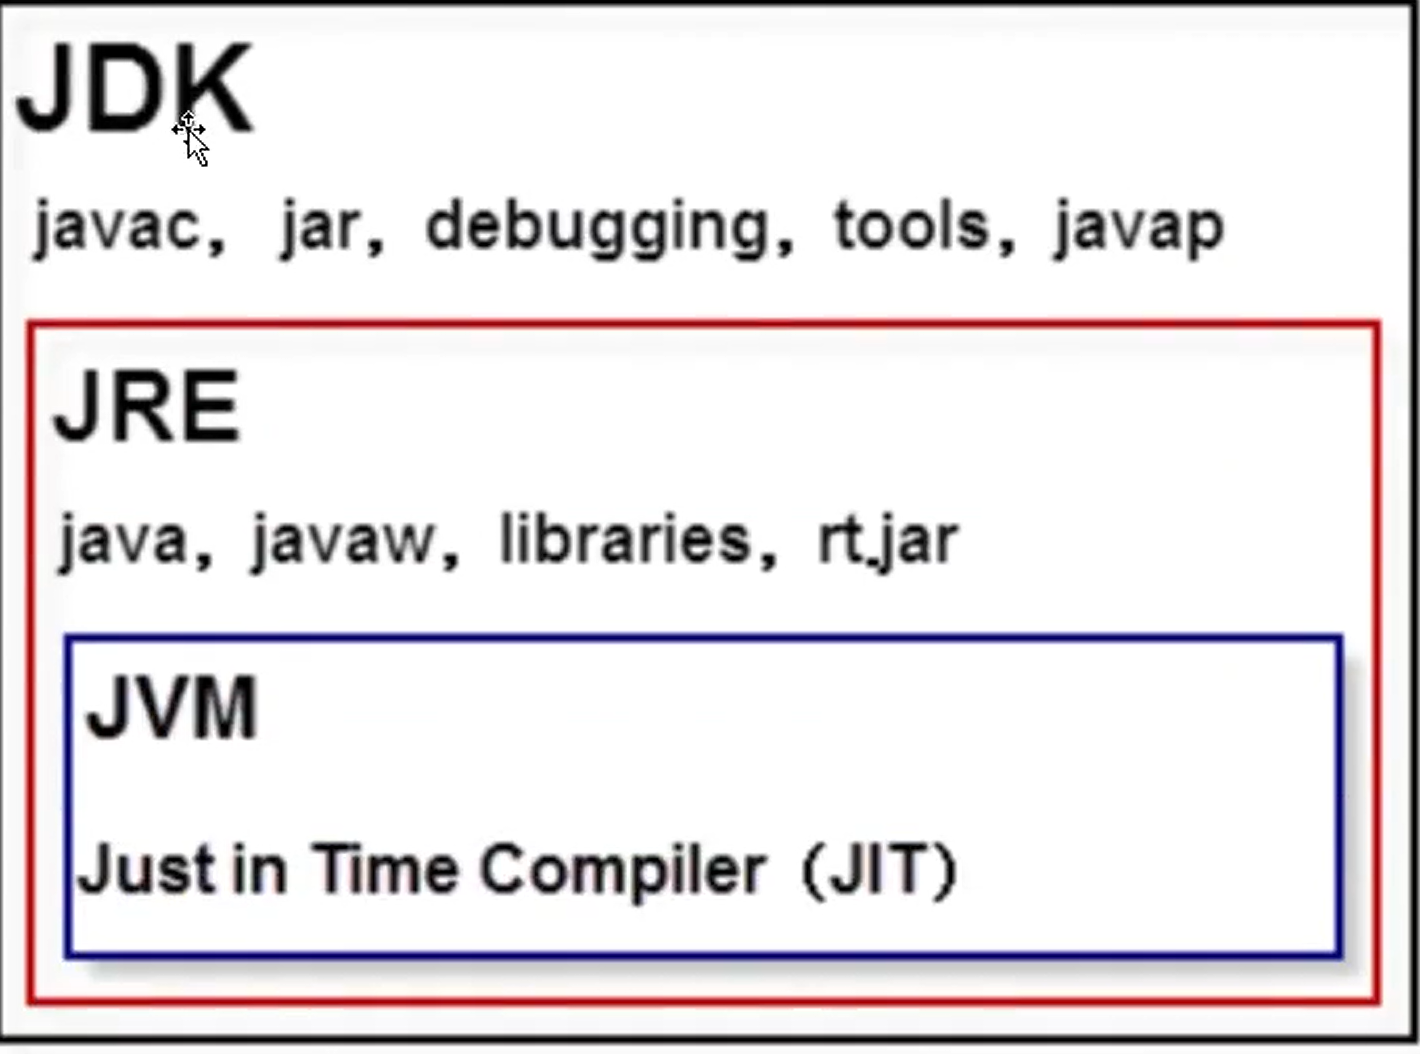 JDK
javac, jar, debugging, tools, javap
JRE
java, javaw, libraries, rt.jar
JVM
Just in Time Compiler (JIT)